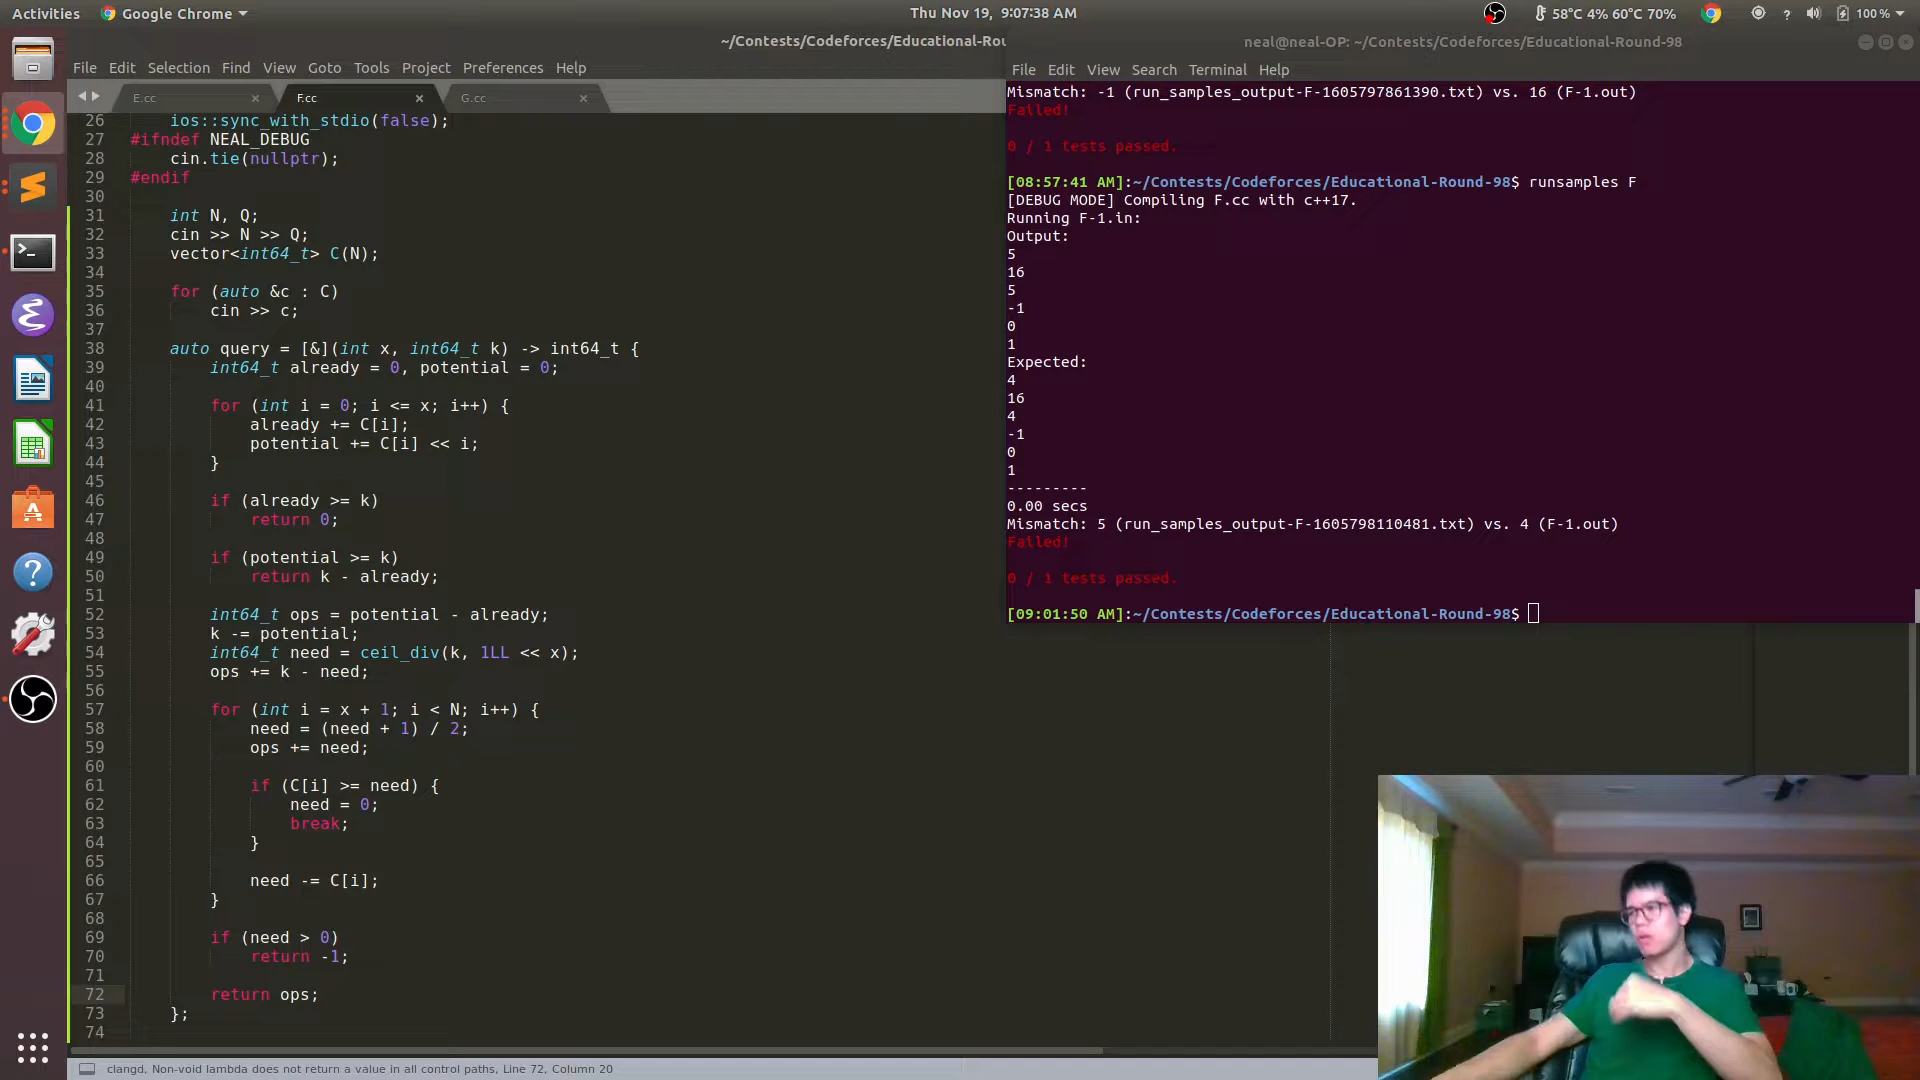 Activities
Google Chrome
Thu Nov 19, 9:07:38 AM
58°C 4% 60°C 70%
?
100 %
~/Contests/Codeforces/Educational-Rou
File Edit Selection Find View Goto Tools Project Preferences Help
E.cc
F.cc
G.cc
26 ios::sync_with_stdio(false);
27 #ifndef NEAL_DEBUG
28 cin.tie(nullptr);
29 #endif
30
31 int N, Q;
32 cin >> N >> Q;
33 vector<int64_t> C(N);
34
35 for (auto &c : C)
36 cin >> c;
37
38 auto query = [&](int x, int64_t k) -> int64_t {
39 int64_t already = 0, potential = 0;
40
41 for (int i = 0; i <= x; i++) {
42 already += C[i];
43 potential += C[i] << i;
44 }
45
46 if (already >= k)
47 return 0;
48
49 if (potential >= k)
50 return k - already;
51
52 int64_t ops = potential - already;
53 k -= potential;
54 int64_t need = ceil_div(k, 1LL << x);
55 ops += k - need;
56
57 for (int i = x + 1; i < N; i++) {
58 need = (need + 1) / 2;
59 ops += need;
60
61 if (C[i] >= need) {
62 need = 0;
63 break;
64 }
65
66 need -= C[i];
67 }
68
69 if (need > 0)
70 return -1;
71
72 return ops;
73 };
74
clangd, Non-void lambda does not return a value in all control paths, Line 72, Column 20
neal@neal-OP: ~/Contests/Codeforces/Educational-Round-98
File Edit View Search Terminal Help
Mismatch: -1 (run_samples_output-F-1605797861390.txt) vs. 16 (F-1.out)
Failed!
0 / 1 tests passed.
[08:57:41 AM]:~/Contests/Codeforces/Educational-Round-98$ runsamples F
[DEBUG MODE] Compiling F.cc with c++17.
Running F-1.in:
Output:
5
16
5
-1
0
1
Expected:
4
16
4
-1
0
1
---------
0.00 secs
Mismatch: 5 (run_samples_output-F-1605798110481.txt) vs. 4 (F-1.out)
Failed!
0 / 1 tests passed.
[09:01:50 AM]:~/Contests/Codeforces/Educational-Round-98$